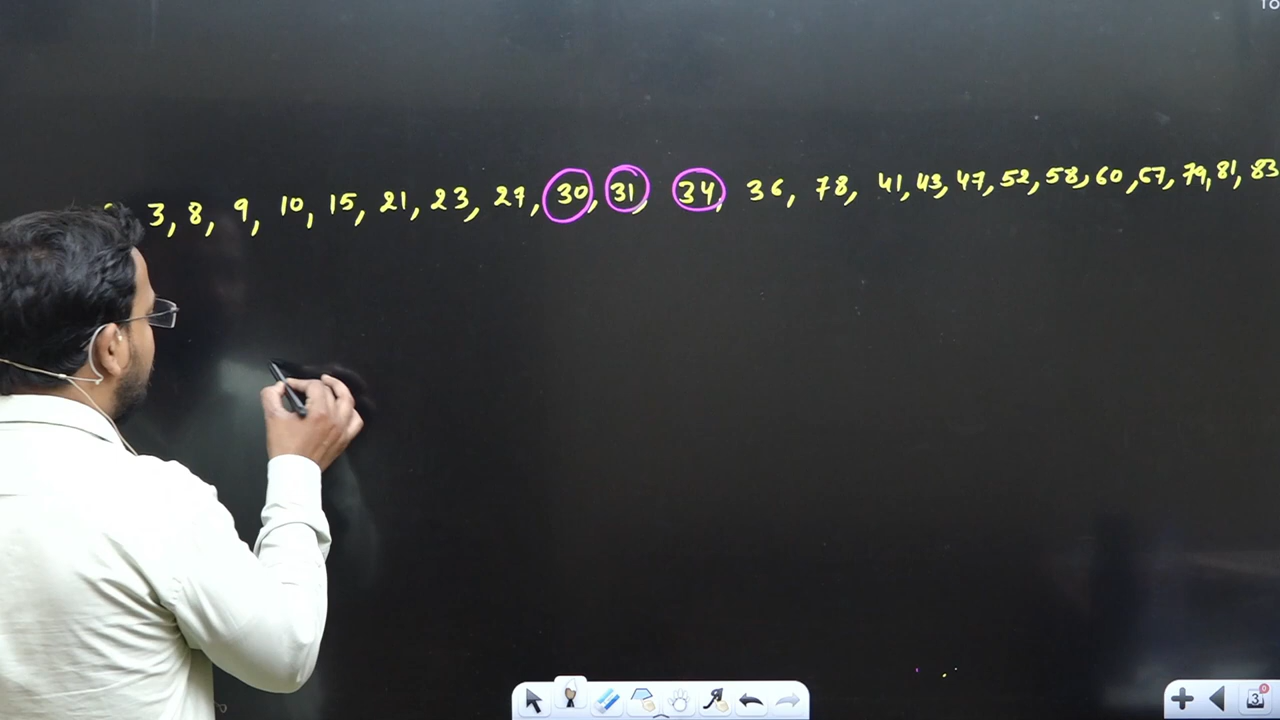 3, 8, 9, 10, 15, 21, 23, 27, 30, 31, 34, 36, 78, 41, 43, 47, 52, 58, 60, 67, 79, 81, 83
3